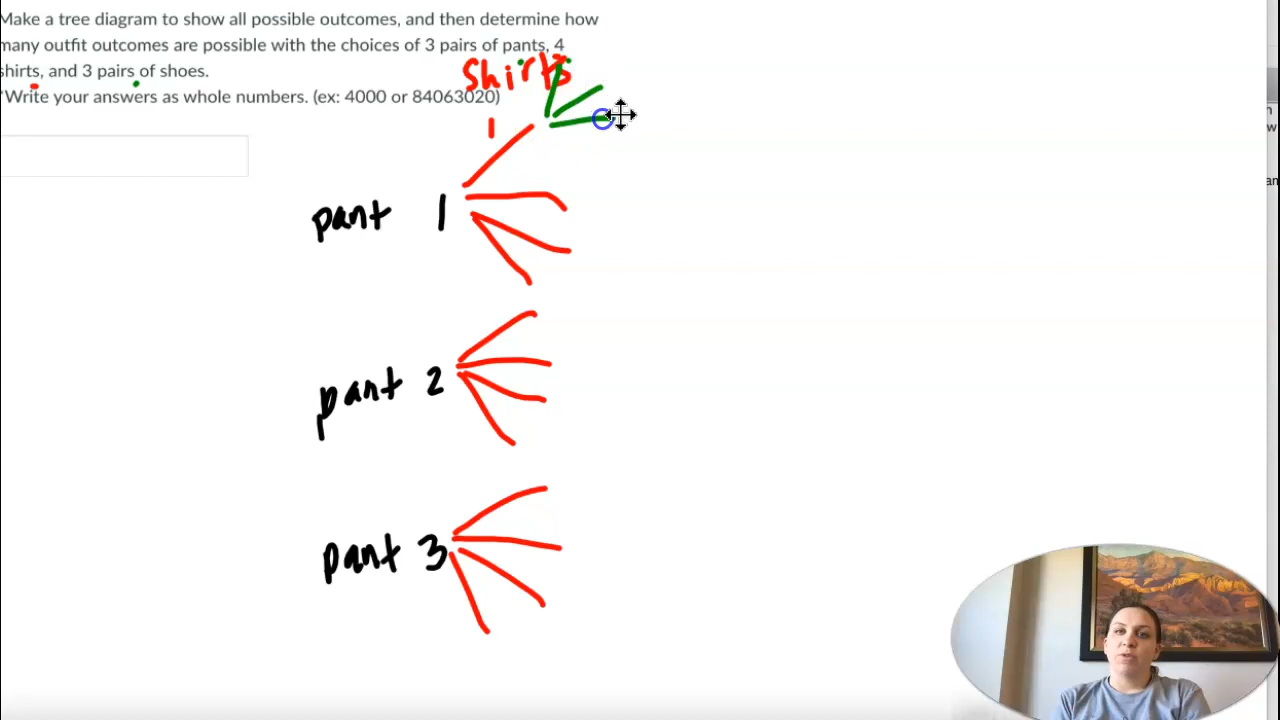 Make a tree diagram to show all possible outcomes, and then determine how
many outfit outcomes are possible with the choices of 3 pairs of pants, 4
shirts, and 3 pairs of shoes.
*Write your answers as whole numbers. (ex: 4000 or 84063020)
Shirts
1
pant 1
pant 2
pant 3